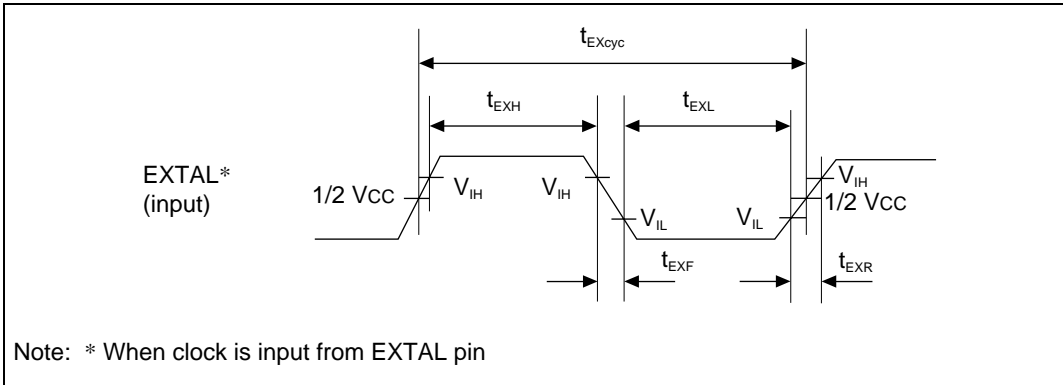 tEXcyc
tEXH
tEXL
EXTAL*
(input)
1/2 VCC
VIH
VIH
VIL
VIL
VIH
1/2 VCC
tEXF
tEXR
Note: * When clock is input from EXTAL pin